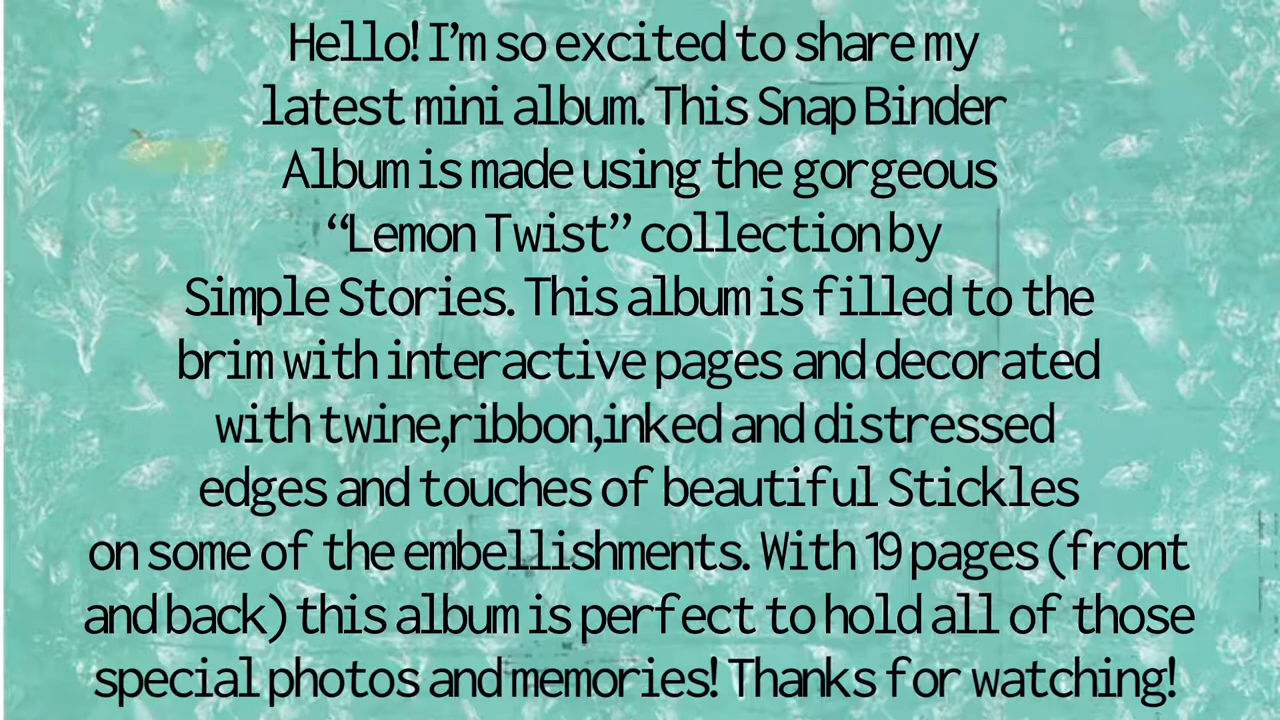 Hello! I’m so excited to share my
latest mini album. This Snap Binder
Album is made using the gorgeous
“Lemon Twist” collection by
Simple Stories. This album is filled to the
brim with interactive pages and decorated
with twine,ribbon,inked and distressed
edges and touches of beautiful Stickles
on some of the embellishments. With 19 pages (front
and back) this album is perfect to hold all of those
special photos and memories! Thanks for watching!